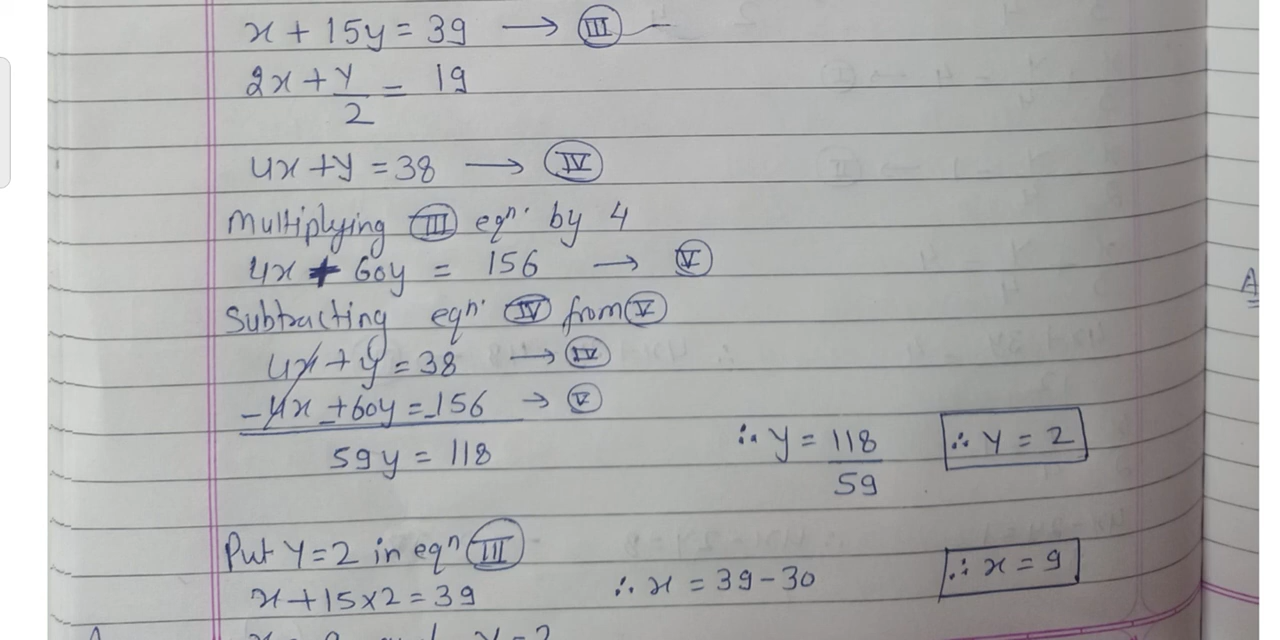 x + 15y = 39 → III
2x + y/2 = 19
4x + y = 38 → IV
Multiplying III eqn. by 4
4x + 60y = 156 → V
Subtracting eqn. IV from V
4x + y = 38 → IV
-4x + 60y = -156 → V
59y = 118 ∴ y = 118/59 ∴ y = 2
Put y = 2 in eqn III
x + 15 × 2 = 39 ∴ x = 39 - 30 ∴ x = 9
A